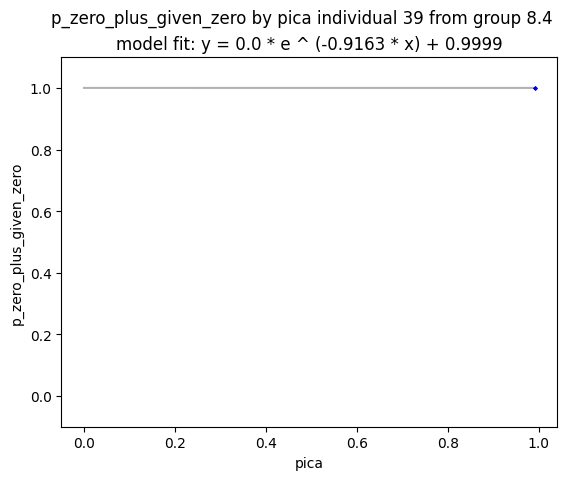 p_zero_plus_given_zero by pica individual 39 from group 8.4
model fit: y = 0.0 * e ^ (-0.9163 * x) + 0.9999
1.0
0.8
0.6
0.4
0.2
0.0
p_zero_plus_given_zero
0.0 0.2 0.4 0.6 0.8 1.0
pica